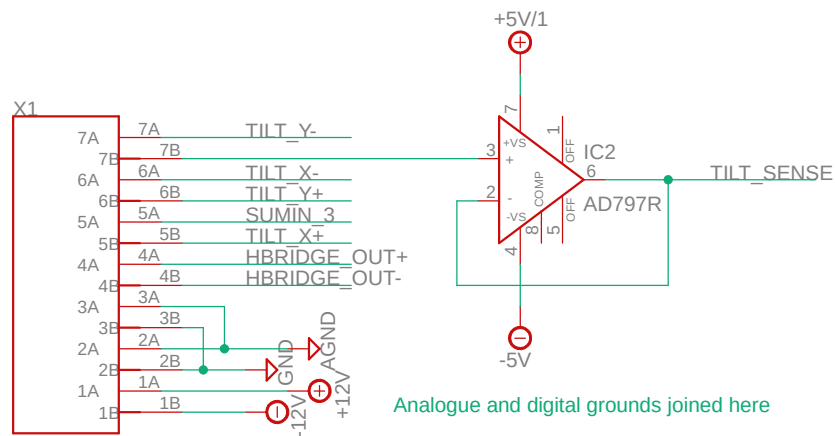 +5V/1
X1
7A 7A TILT_Y-
7B 7B
6A 6A TILT_X-
6B 6B TILT_Y+
5A 5A SUMIN_3
5B 5B TILT_X+
4A 4A HBRIDGE_OUT+
4B 4B HBRIDGE_OUT-
3A 3A
3B 3B
2A 2A AGND
2B 2B GND
1A 1A +12V
1B 1B -12V
7 1
+VS OFF
3 + IC2
6 TILT_SENSE
2 - COMP
-VS OFF AD797R
4 8 5
-5V
Analogue and digital grounds joined here